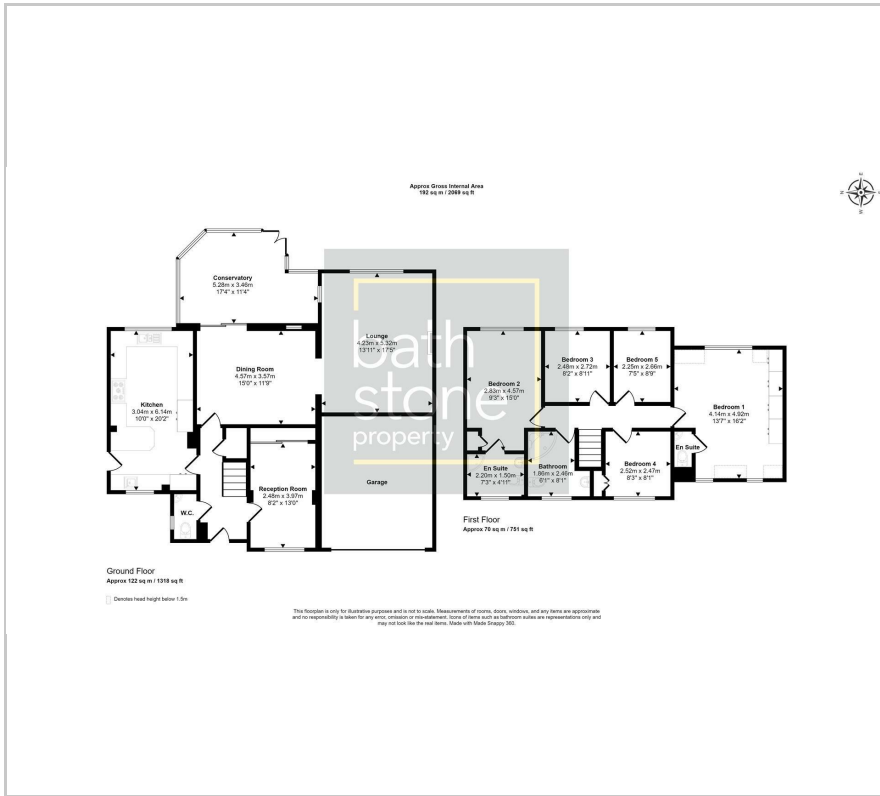 Approx Gross Internal Area
192 sq m / 2069 sq ft
Conservatory
5.28m x 3.46m
17'4" x 11'4"
Lounge
4.23m x 5.32m
13'11" x 17'5"
Dining Room
4.57m x 3.57m
15'0" x 11'9"
Kitchen
3.04m x 6.14m
10'0" x 20'2"
Reception Room
2.48m x 3.97m
8'2" x 13'0"
W.C.
Garage
bath
stone
property
Bedroom 2
2.83m x 4.57m
9'3" x 15'0"
Bedroom 3
2.48m x 2.72m
8'2" x 8'11"
Bedroom 5
2.25m x 2.66m
7'5" x 8'9"
Bedroom 1
4.14m x 4.92m
13'7" x 16'2"
En Suite
2.20m x 1.50m
7'3" x 4'11"
Bathroom
1.86m x 2.46m
6'1" x 8'1"
Bedroom 4
2.52m x 2.47m
8'3" x 8'1"
En Suite
First Floor
Approx 70 sq m / 751 sq ft
Ground Floor
Approx 122 sq m / 1318 sq ft
Denotes head height below 1.5m
This floorplan is only for illustrative purposes and is not to scale. Measurements of rooms, doors, windows, and any items are approximate
and no responsibility is taken for any error, omission or mis-statement. Icons of items such as bathroom suites are representations only and
may not look like the real items. Made with Made Snappy 360.